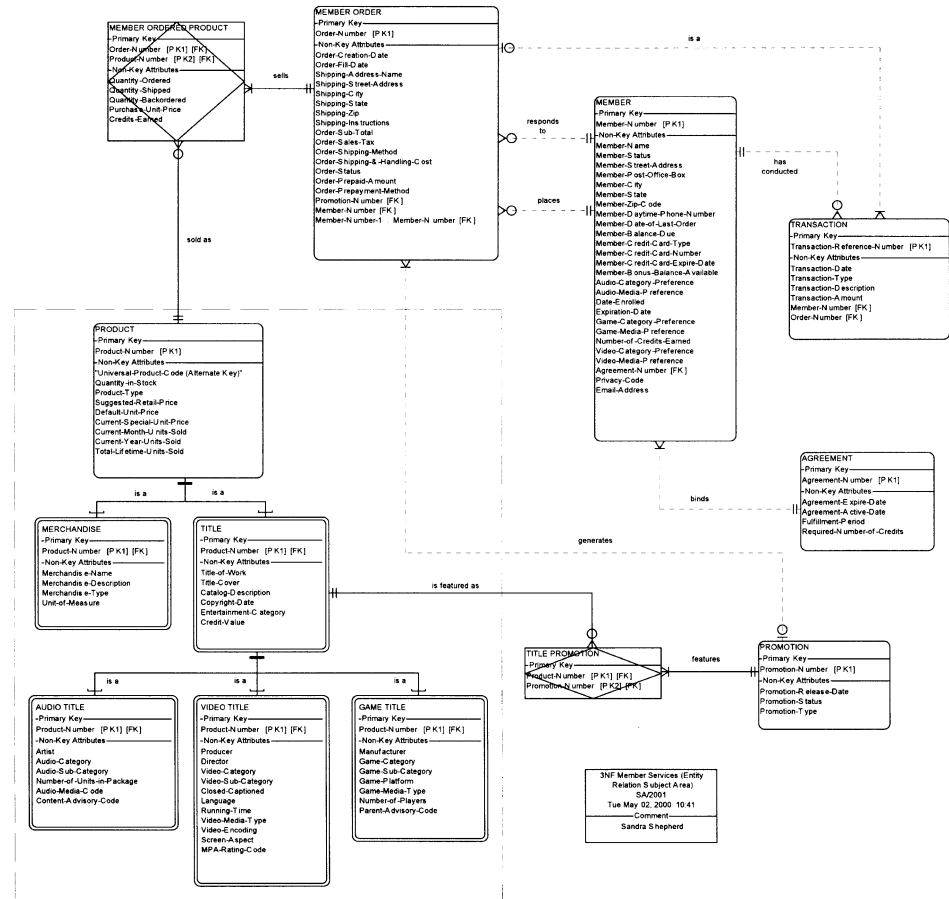 MEMBER ORDERED PRODUCT
-Primary Key
Order-Number [PK1] [FK]
Product-Number [PK2] [FK]
-Non-Key Attributes
Quantity-Ordered
Quantity-Shipped
Quantity-Backordered
Purchase-Unit-Price
Credits-Earned
sells
MEMBER ORDER
-Primary Key
Order-Number [PK1]
-Non-Key Attributes
Order-Creation-Date
Order-Fill-Date
Shipping-Address-Name
Shipping-Street-Address
Shipping-City
Shipping-State
Shipping-Zip
Shipping-Instructions
Order-Sub-Total
Order-Sales-Tax
Order-Shipping-Method
Order-Shipping-&-Handling-Cost
Order-Status
Order-Prepaid-Amount
Order-Prepayment-Method
Promotion-Number [FK]
Member-Number [FK]
Member-Number-1 Member-Number [FK]
is a
responds
to
places
MEMBER
-Primary Key
Member-Number [PK1]
-Non-Key Attributes
Member-Name
Member-Status
Member-Street-Address
Member-Post-Office-Box
Member-City
Member-State
Member-Zip-Code
Member-Daytime-Phone-Number
Member-Date-of-Last-Order
Member-Balance-Due
Member-Credit-Card-Type
Member-Credit-Card-Number
Member-Credit-Card-Expire-Date
Member-Bonus-Balance-Available
Audio-Category-Preference
Audio-Media-Preference
Date-Enrolled
Expiration-Date
Game-Category-Preference
Game-Media-Preference
Number-of-Credits-Earned
Video-Category-Preference
Video-Media-Preference
Agreement-Number [FK]
Privacy-Code
Email-Address
has
conducted
TRANSACTION
-Primary Key
Transaction-Reference-Number [PK1]
-Non-Key Attributes
Transaction-Date
Transaction-Type
Transaction-Description
Transaction-Amount
Member-Number [FK]
Order-Number [FK]
sold as
PRODUCT
-Primary Key
Product-Number [PK1]
-Non-Key Attributes
"Universal-Product-Code (Alternate Key)"
Quantity-in-Stock
Product-Type
Suggested-Retail-Price
Default-Unit-Price
Current-Special-Unit-Price
Current-Month-Units-Sold
Current-Year-Units-Sold
Total-Lifetime-Units-Sold
is a
is a
binds
AGREEMENT
-Primary Key
Agreement-Number [PK1]
-Non-Key Attributes
Agreement-Expire-Date
Agreement-Active-Date
Fulfillment-Period
Required-Number-of-Credits
MERCHANDISE
-Primary Key
Product-Number [PK1] [FK]
-Non-Key Attributes
Merchandise-Name
Merchandise-Description
Merchandise-Type
Unit-of-Measure
TITLE
-Primary Key
Product-Number [PK1] [FK]
-Non-Key Attributes
Title-of-Work
Title-Cover
Catalog-Description
Copyright-Date
Entertainment-Category
Credit-Value
generates
is featured as
TITLE PROMOTION
-Primary Key
Product-Number [PK1] [FK]
Promotion-Number [PK2] [FK]
features
PROMOTION
-Primary Key
Promotion-Number [PK1]
-Non-Key Attributes
Promotion-Release-Date
Promotion-Status
Promotion-Type
is a
is a
is a
AUDIO TITLE
-Primary Key
Product-Number [PK1] [FK]
-Non-Key Attributes
Artist
Audio-Category
Audio-Sub-Category
Number-of-Units-in-Package
Audio-Media-Code
Content-Advisory-Code
VIDEO TITLE
-Primary Key
Product-Number [PK1] [FK]
-Non-Key Attributes
Producer
Director
Video-Category
Video-Sub-Category
Closed-Captioned
Language
Running-Time
Video-Media-Type
Video-Encoding
Screen-Aspect
MPA-Rating-Code
GAME TITLE
-Primary Key
Product-Number [PK1] [FK]
-Non-Key Attributes
Manufacturer
Game-Category
Game-Sub-Category
Game-Platform
Game-Media-Type
Number-of-Players
Parent-Advisory-Code
3NF Member Services (Entity
Relation Subject Area)
SA/2001
Tue May 02, 2000 10:41
Comment
Sandra Shepherd